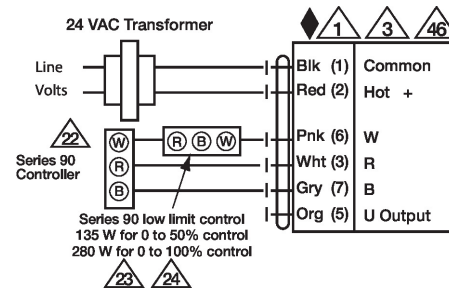 24 VAC Transformer
1 3 46
Line
Volts
Blk (1) Common
Red (2) Hot +
22
Series 90
Controller
W
R
B
R B W
Pnk (6) W
Wht (3) R
Gry (7) B
Org (5) U Output
Series 90 low limit control
135 W for 0 to 50% control
280 W for 0 to 100% control
23 24